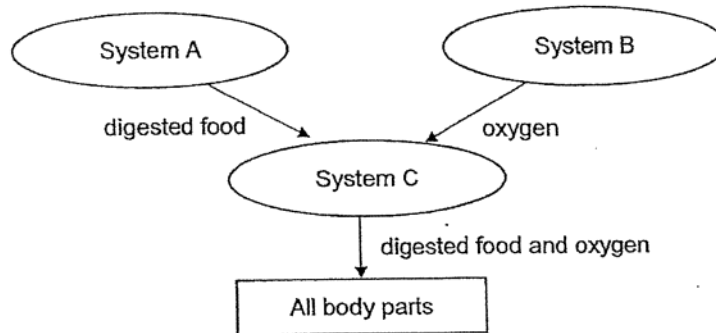 System A
System B
digested food
oxygen
System C
digested food and oxygen
All body parts